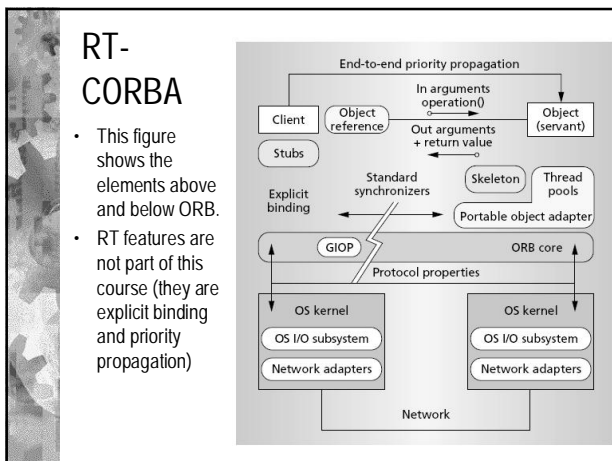 RT-
CORBA
• This figure
shows the
elements above
and below ORB.
• RT features are
not part of this
course (they are
explicit binding
and priority
propagation)
End-to-end priority propagation
In arguments
operation()
Client
Object
reference
Object
(servant)
Out arguments
+ return value
Stubs
Standard
synchronizers
Skeleton
Thread
pools
Explicit
binding
Portable object adapter
GIOP
ORB core
Protocol properties
OS kernel
OS I/O subsystem
Network adapters
OS kernel
OS I/O subsystem
Network adapters
Network